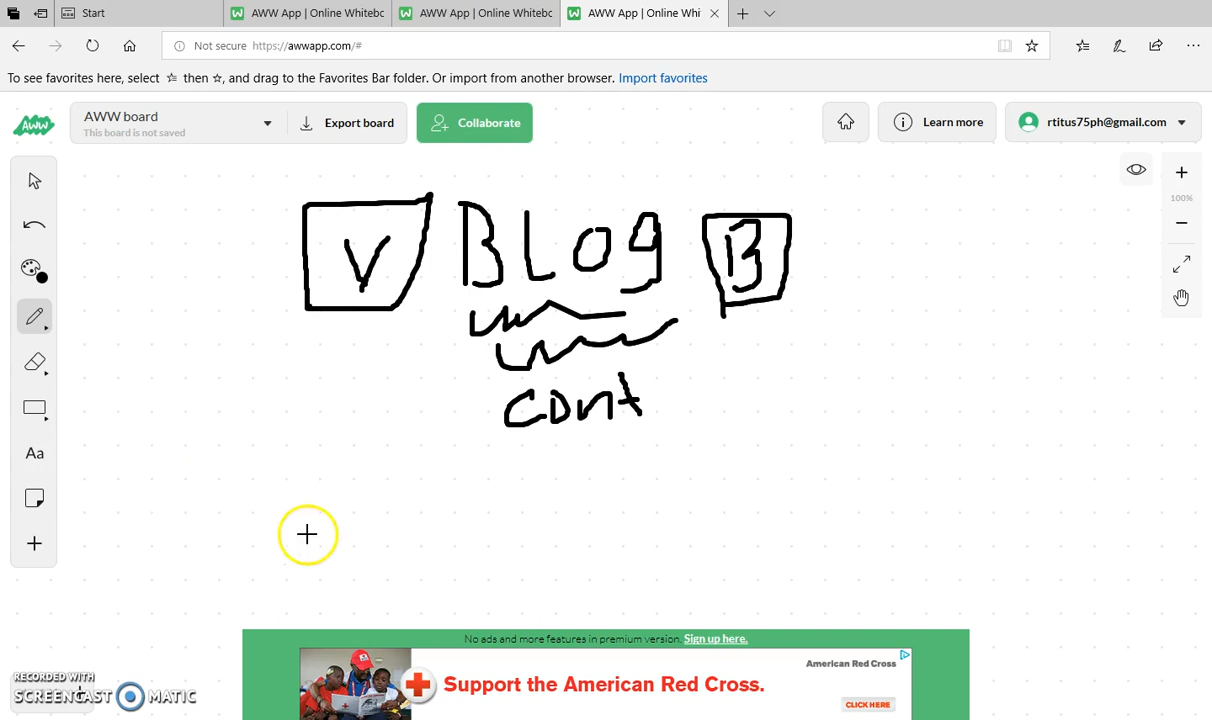 Start
AWW App | Online Whiteb
AWW App | Online Whiteb
AWW App | Online Whi
Not secure https://awwapp.com/#
To see favorites here, select then, and drag to the Favorites Bar folder. Or import from another browser. Import favorites
AWW
AWW board
This board is not saved
Export board
Collaborate
Learn more
rtitus75ph@gmail.com
100%
V BLog B
cont
Aa
No ads and more features in premium version. Sign up here.
American Red Cross
Support the American Red Cross.
CLICK HERE
RECORDED WITH
SCREENCAST MATIC